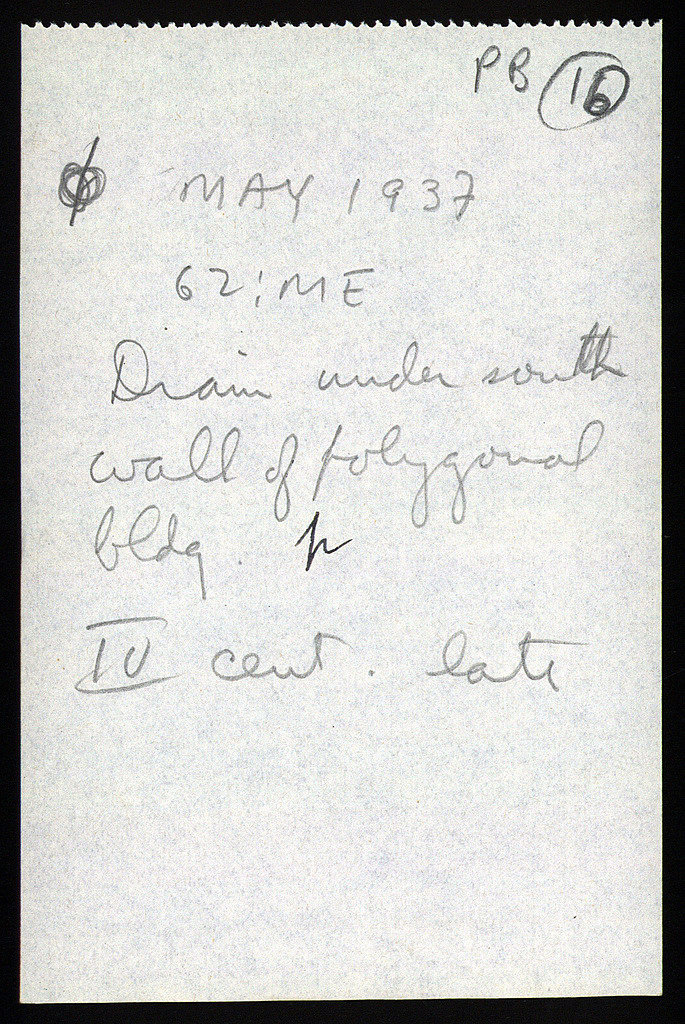 PB 16
φ MAY 1937
62:ME
Drain under south
wall of polygonal
bldg.
IV cent. late